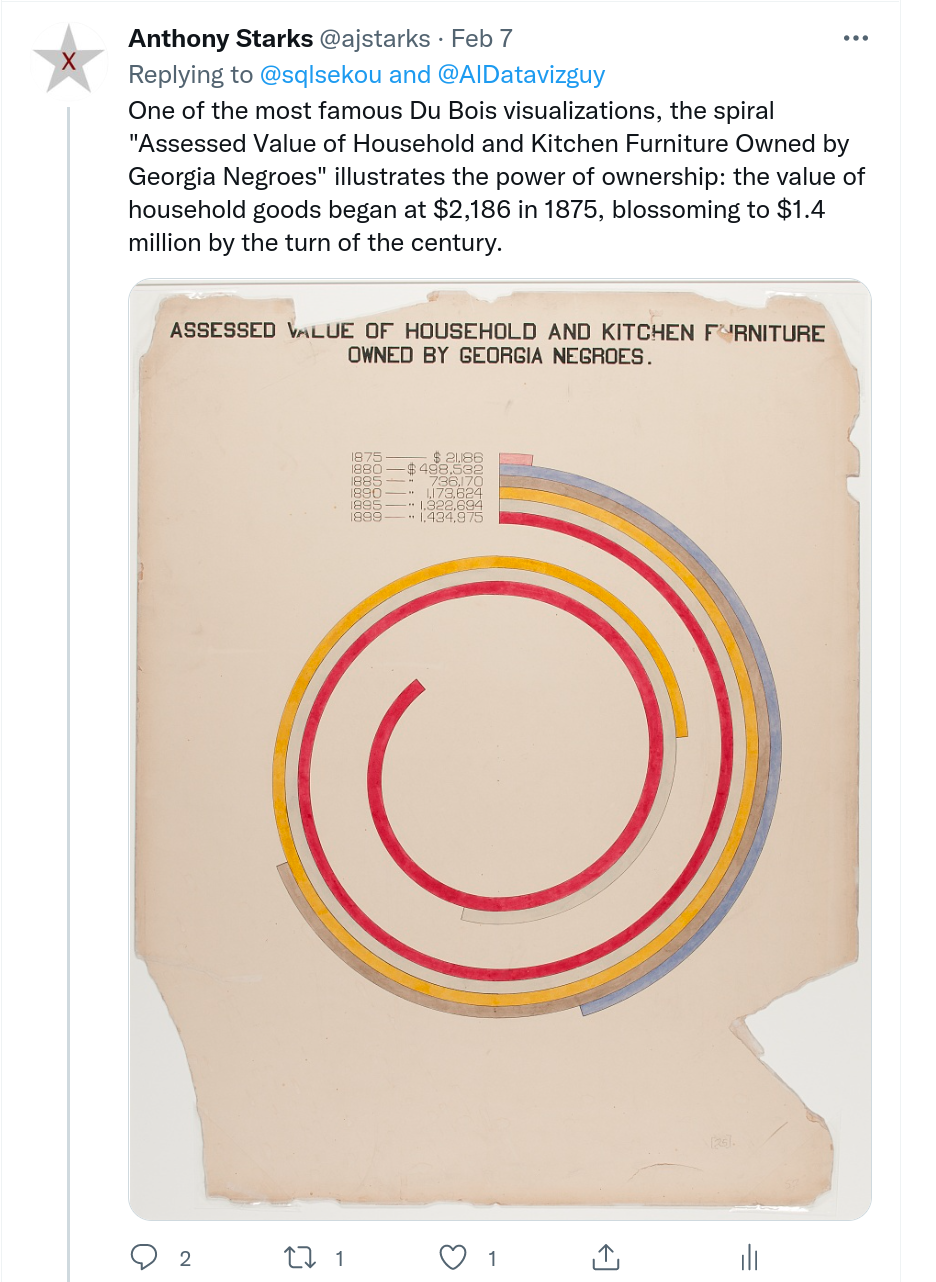 Anthony Starks @ajstarks · Feb 7
Replying to @sqlsekou and @AlDatavizguy
One of the most famous Du Bois visualizations, the spiral
"Assessed Value of Household and Kitchen Furniture Owned by
Georgia Negroes" illustrates the power of ownership: the value of
household goods began at $2,186 in 1875, blossoming to $1.4
million by the turn of the century.
X
ASSESSED VALUE OF HOUSEHOLD AND KITCHEN FURNITURE
OWNED BY GEORGIA NEGROES.
1875 $ 21,186
1880 $ 498,532
1885 " 736,170
1890 " 1,173,624
1895 " 1,322,694
1899 " 1,434,975
2 1 1